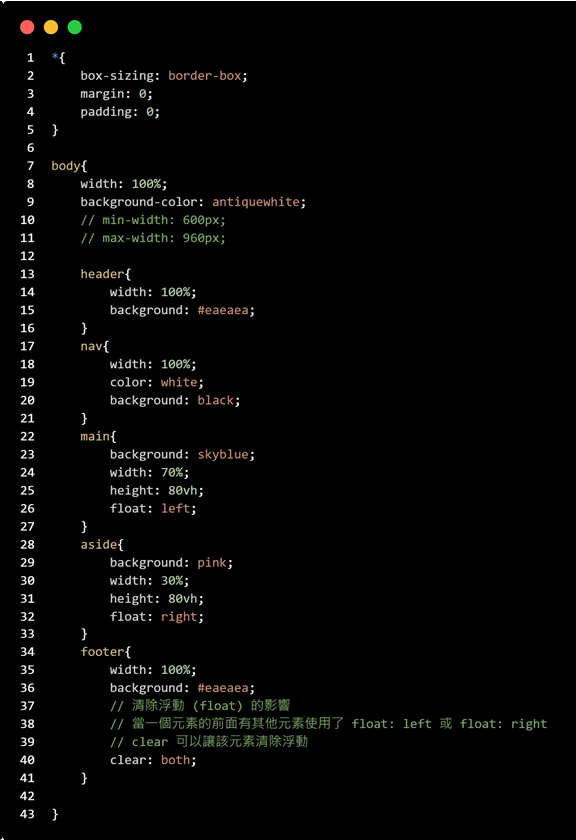 1 *{
2     box-sizing: border-box;
3     margin: 0;
4     padding: 0;
5 }
6
7 body{
8     width: 100%;
9     background-color: antiquewhite;
10     // min-width: 600px;
11     // max-width: 960px;
12
13     header{
14         width: 100%;
15         background: #eaeaea;
16     }
17     nav{
18         width: 100%;
19         color: white;
20         background: black;
21     }
22     main{
23         background: skyblue;
24         width: 70%;
25         height: 80vh;
26         float: left;
27     }
28     aside{
29         background: pink;
30         width: 30%;
31         height: 80vh;
32         float: right;
33     }
34     footer{
35         width: 100%;
36         background: #eaeaea;
37         // 清除浮動 (float) 的影響
38         // 當一個元素的前面有其他元素使用了 float: left 或 float: right
39         // clear 可以讓該元素清除浮動
40         clear: both;
41     }
42
43 }